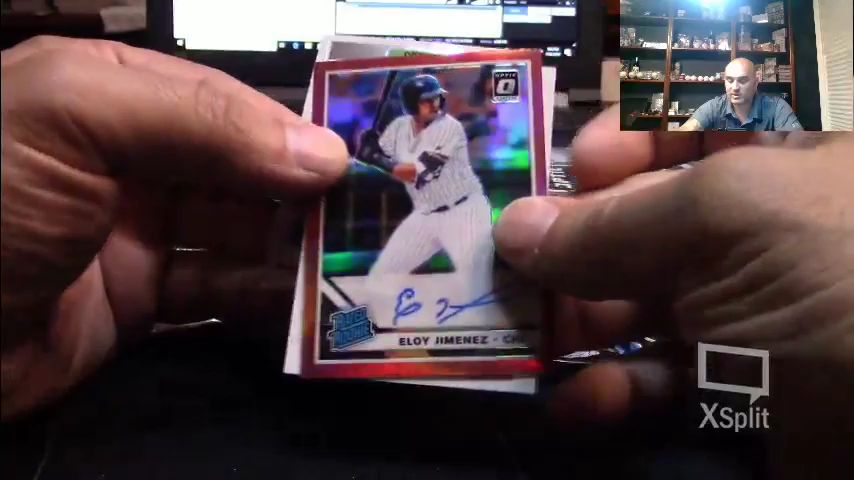 OPTIC
RATED
ROOKIE
ELOY JIMENEZ - CH
XSplit